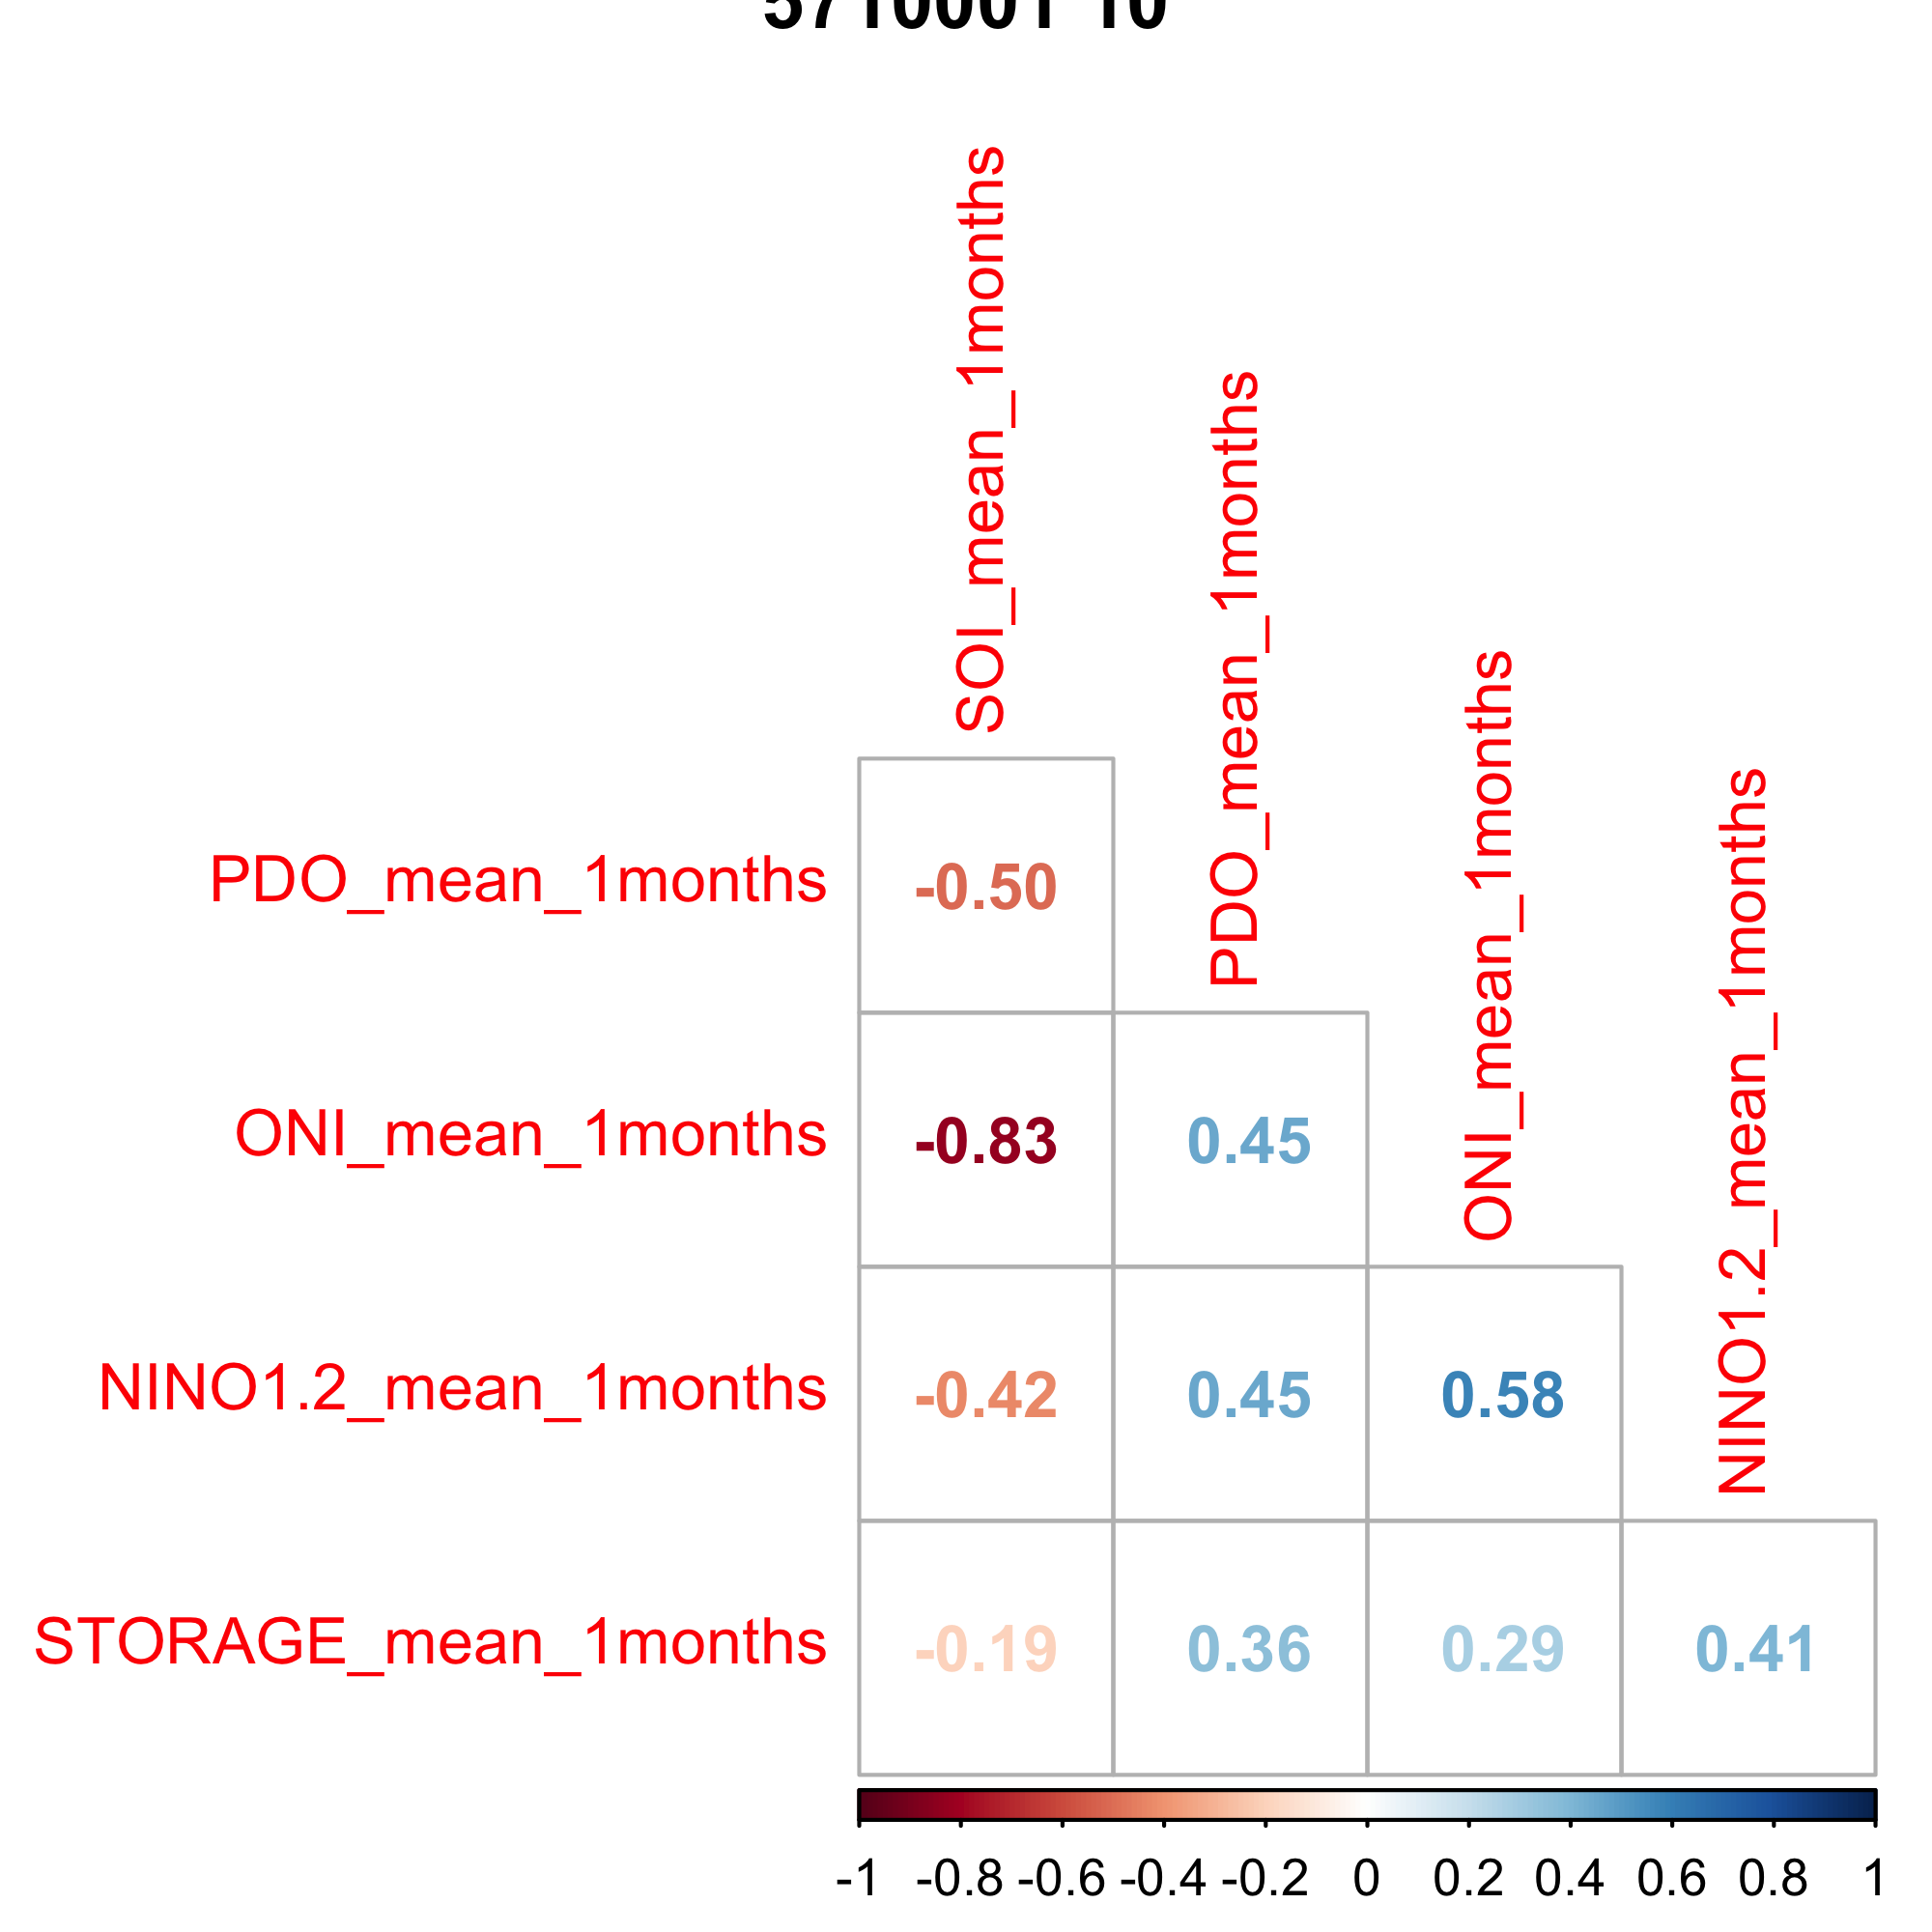 5710001 10
SOI_mean_1months
PDO_mean_1months
ONI_mean_1months
NINO1.2_mean_1months
PDO_mean_1months -0.50
ONI_mean_1months -0.83 0.45
NINO1.2_mean_1months -0.42 0.45 0.58
STORAGE_mean_1months -0.19 0.36 0.29 0.41
-1 -0.8 -0.6 -0.4 -0.2 0 0.2 0.4 0.6 0.8 1